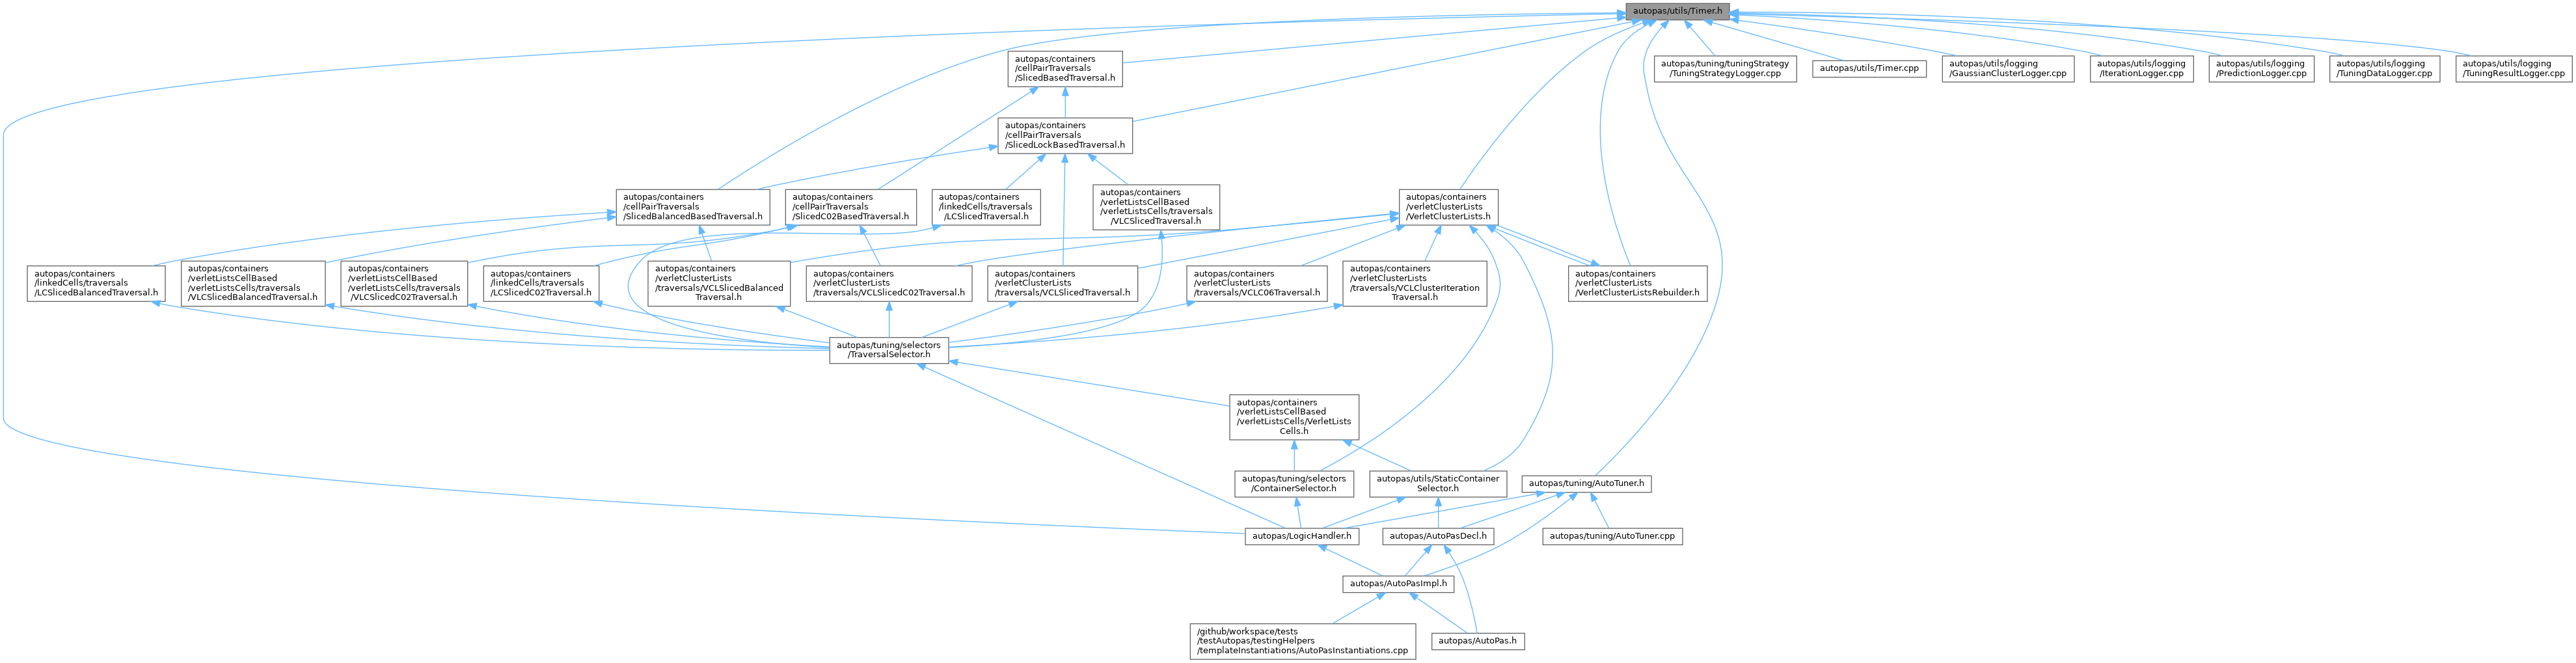 autopas/utils/Timer.h
autopas/containers
/cellPairTraversals
/SlicedBasedTraversal.h
autopas/tuning/tuningStrategy
/TuningStrategyLogger.cpp
autopas/utils/Timer.cpp
autopas/utils/logging
/GaussianClusterLogger.cpp
autopas/utils/logging
/IterationLogger.cpp
autopas/utils/logging
/PredictionLogger.cpp
autopas/utils/logging
/TuningDataLogger.cpp
autopas/utils/logging
/TuningResultLogger.cpp
autopas/containers
/cellPairTraversals
/SlicedLockBasedTraversal.h
autopas/containers
/cellPairTraversals
/SlicedBalancedBasedTraversal.h
autopas/containers
/cellPairTraversals
/SlicedC02BasedTraversal.h
autopas/containers
/linkedCells/traversals
/LCSlicedTraversal.h
autopas/containers
/verletListsCellBased
/verletListsCells/traversals
/VLCSlicedTraversal.h
autopas/containers
/verletClusterLists
/VerletClusterLists.h
autopas/containers
/linkedCells/traversals
/LCSlicedBalancedTraversal.h
autopas/containers
/verletListsCellBased
/verletListsCells/traversals
/VLCSlicedBalancedTraversal.h
autopas/containers
/verletListsCellBased
/verletListsCells/traversals
/VLCSlicedC02Traversal.h
autopas/containers
/linkedCells/traversals
/LCSlicedC02Traversal.h
autopas/containers
/verletClusterLists
/traversals/VCLSlicedBalanced
Traversal.h
autopas/containers
/verletClusterLists
/traversals/VCLSlicedC02Traversal.h
autopas/containers
/verletClusterLists
/traversals/VCLSlicedTraversal.h
autopas/containers
/verletClusterLists
/traversals/VCLC06Traversal.h
autopas/containers
/verletClusterLists
/traversals/VCLClusterIteration
Traversal.h
autopas/containers
/verletClusterLists
/VerletClusterListsRebuilder.h
autopas/tuning/selectors
/TraversalSelector.h
autopas/containers
/verletListsCellBased
/verletListsCells/VerletLists
Cells.h
autopas/tuning/selectors
/ContainerSelector.h
autopas/utils/StaticContainer
Selector.h
autopas/tuning/AutoTuner.h
autopas/LogicHandler.h
autopas/AutoPasDecl.h
autopas/tuning/AutoTuner.cpp
autopas/AutoPasImpl.h
/github/workspace/tests
/testAutopas/testingHelpers
/templateInstantiations/AutoPasInstantiations.cpp
autopas/AutoPas.h